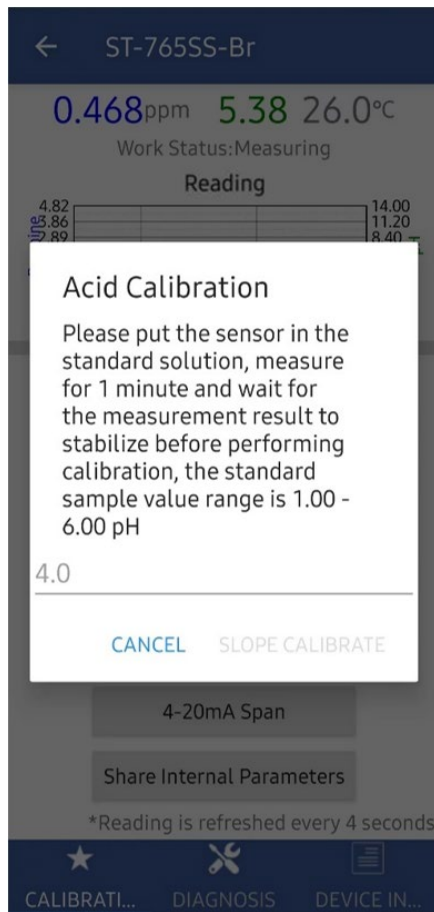 ST-765SS-Br
0.468ppm 5.38 26.0°C
Work Status:Measuring
Reading
4.82 14.00
3.86 11.20
2.89 8.40
Acid Calibration
Please put the sensor in the
standard solution, measure
for 1 minute and wait for
the measurement result to
stabilize before performing
calibration, the standard
sample value range is 1.00 -
6.00 pH
4.0
CANCEL SLOPE CALIBRATE
4-20mA Span
Share Internal Parameters
*Reading is refreshed every 4 seconds
CALIBRATI... DIAGNOSIS DEVICE IN...